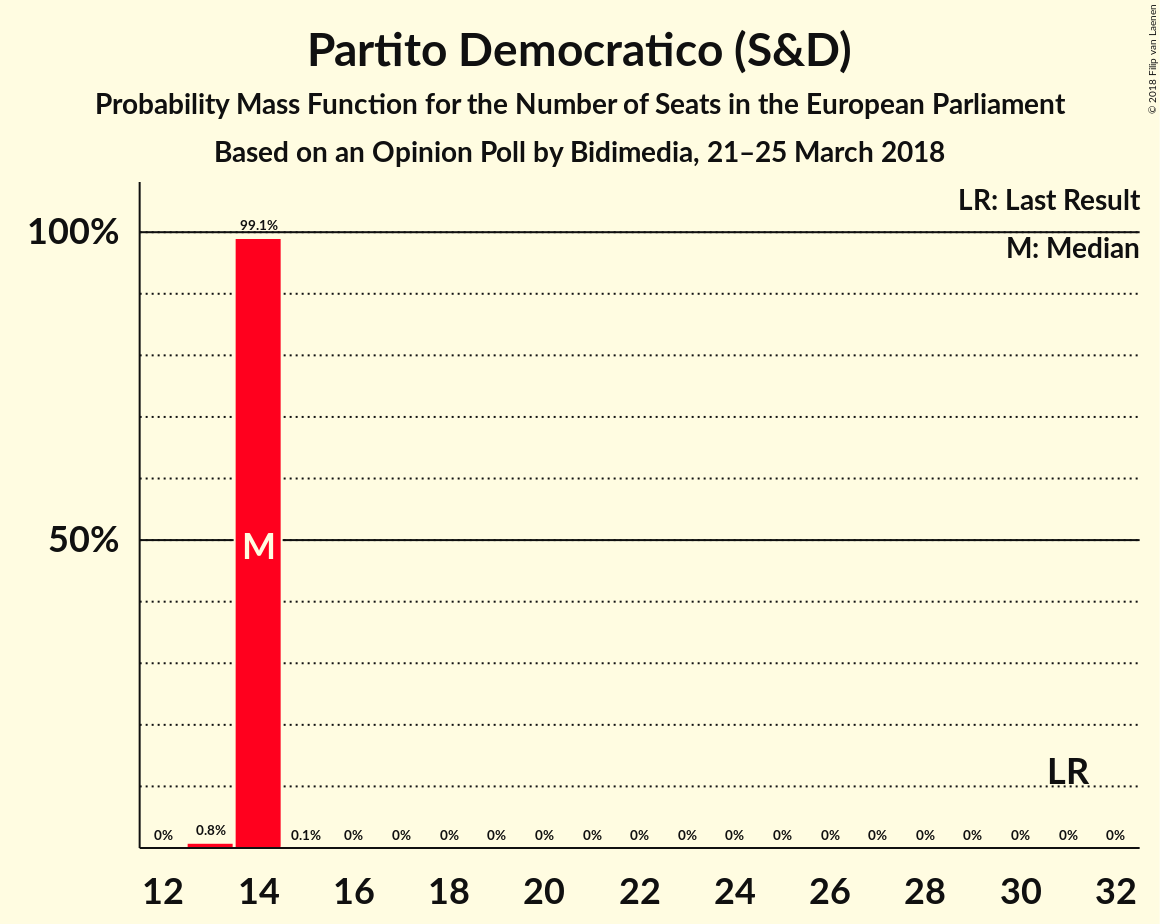 Partito Democratico (S&D)
Probability Mass Function for the Number of Seats in the European Parliament
Based on an Opinion Poll by Bidimedia, 21–25 March 2018
© 2018 Filip van Laenen
LR: Last Result
M: Median
100%
50%
99.1%
M
LR
0% 0.8% 0.1% 0% 0% 0% 0% 0% 0% 0% 0% 0% 0% 0% 0% 0% 0% 0% 0% 0%
12 14 16 18 20 22 24 26 28 30 32